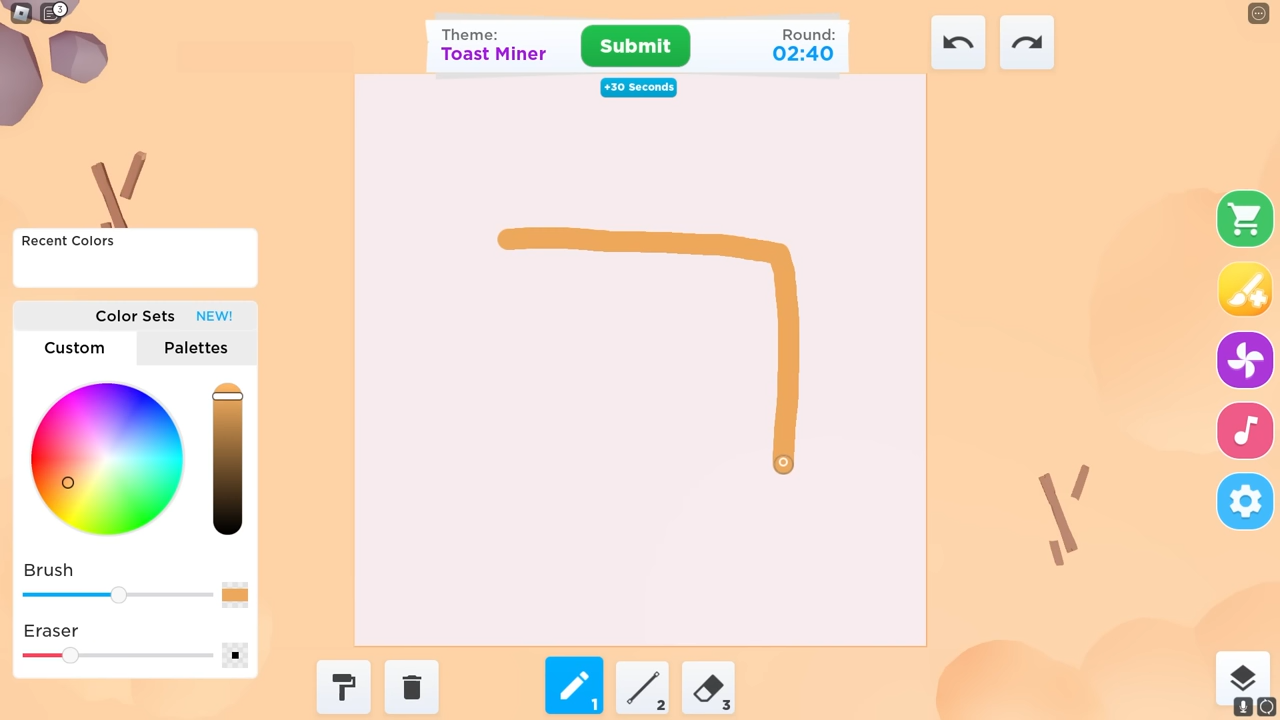 3
Theme:
Toast Miner
Submit
Round:
02:40
+30 Seconds
Recent Colors
Color Sets NEW!
Custom Palettes
Brush
Eraser
1
2
3